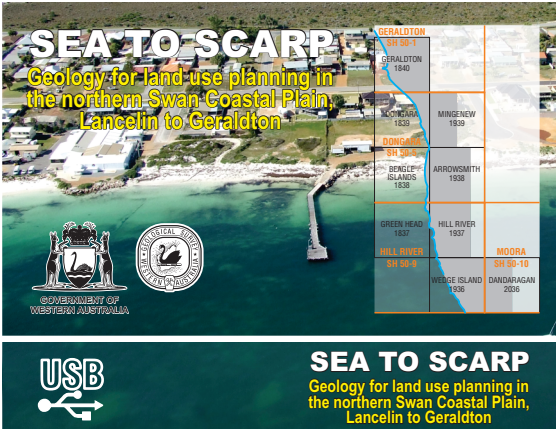 SEA TO SCARP
Geology for land use planning in
the northern Swan Coastal Plain,
Lancelin to Geraldton
GERALDTON
SH 50-1
GERALDTON
1840
DONGARA
1839
MINGENEW
1939
DONGARA
SH 50-5
BEAGLE
ISLANDS
1838
ARROWSMITH
1938
GREEN HEAD
1837
HILL RIVER
1937
HILL RIVER
SH 50-9
MOORA
SH 50-10
WEDGE ISLAND
1936
DANDARAGAN
2036
GOVERNMENT OF
WESTERN AUSTRALIA
GEOLOGICAL SURVEY
WESTERN AUSTRALIA
USB
SEA TO SCARP
Geology for land use planning in
the northern Swan Coastal Plain,
Lancelin to Geraldton